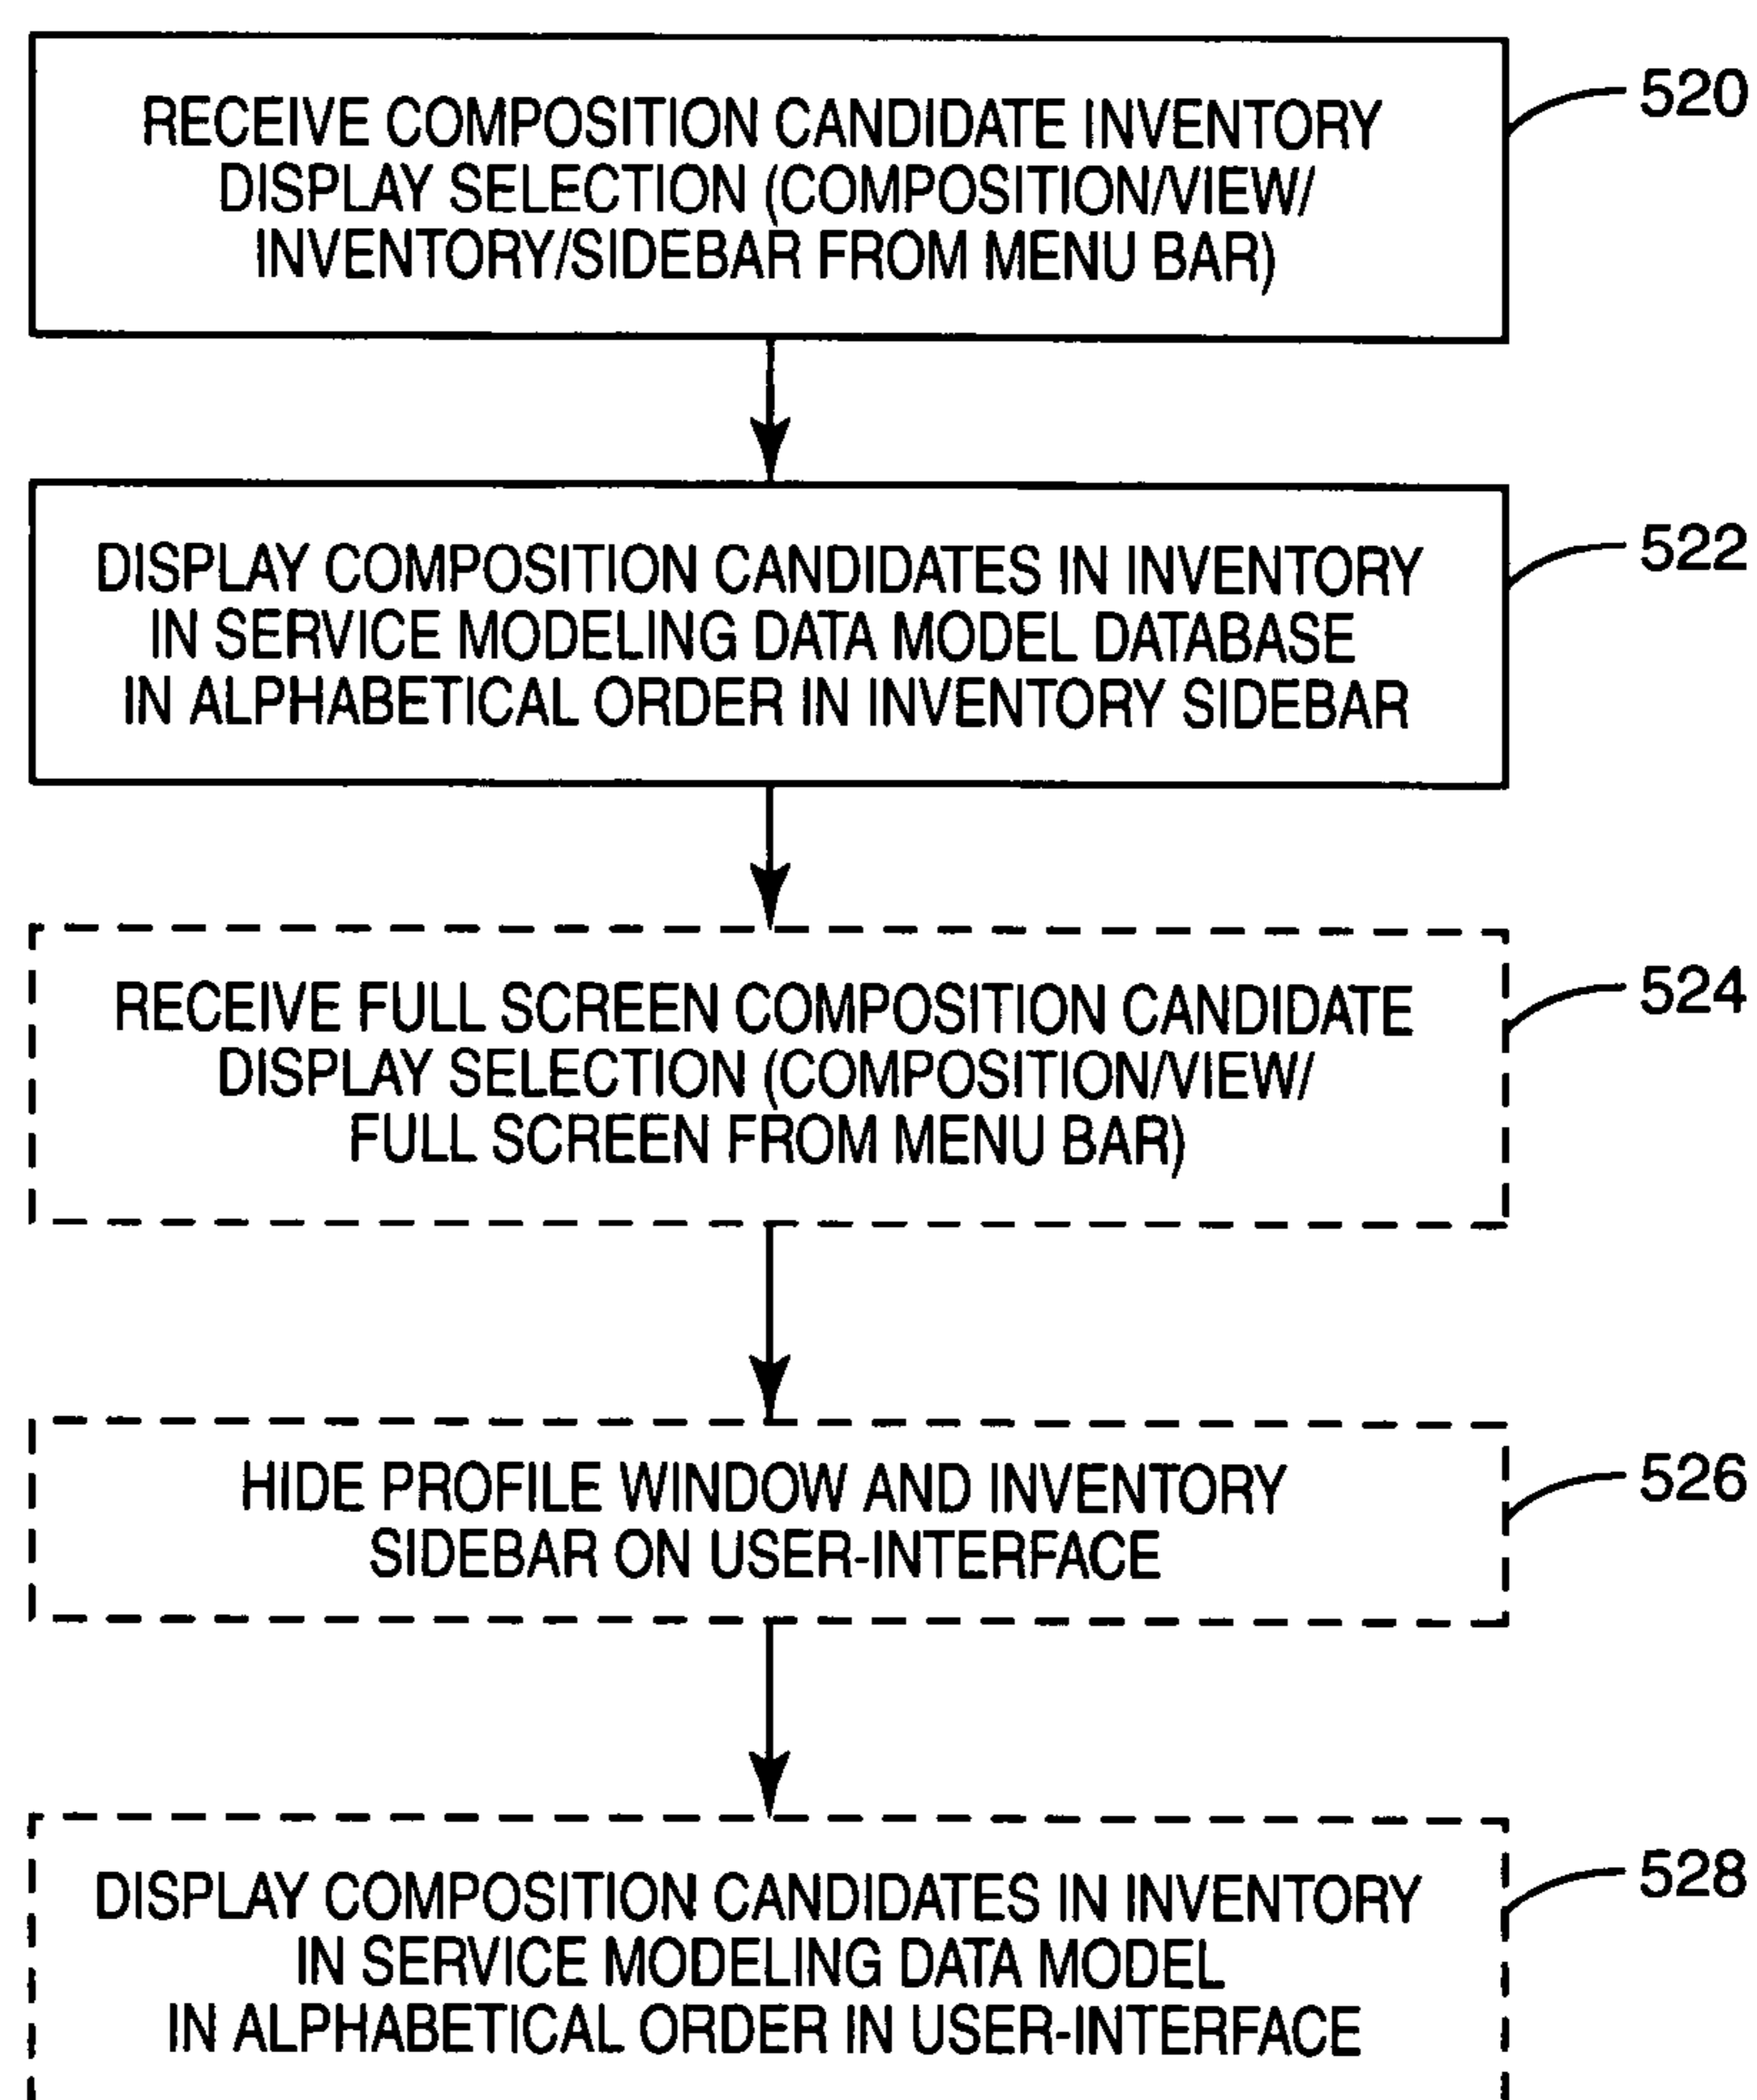 RECEIVE COMPOSITION CANDIDATE INVENTORY
DISPLAY SELECTION (COMPOSITION/VIEW/
INVENTORY/SIDEBAR FROM MENU BAR)
520
DISPLAY COMPOSITION CANDIDATES IN INVENTORY
IN SERVICE MODELING DATA MODEL DATABASE
IN ALPHABETICAL ORDER IN INVENTORY SIDEBAR
522
RECEIVE FULL SCREEN COMPOSITION CANDIDATE
DISPLAY SELECTION (COMPOSITION/VIEW/
FULL SCREEN FROM MENU BAR)
524
HIDE PROFILE WINDOW AND INVENTORY
SIDEBAR ON USER-INTERFACE
526
DISPLAY COMPOSITION CANDIDATES IN INVENTORY
IN SERVICE MODELING DATA MODEL
IN ALPHABETICAL ORDER IN USER-INTERFACE
528